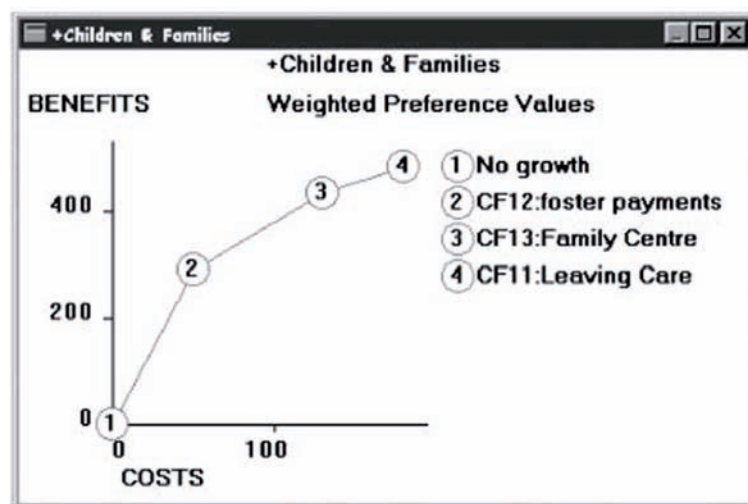 +Children & Families
+Children & Families
BENEFITS
Weighted Preference Values
400
200
0
0
100
COSTS
1
2
3
4
1 No growth
2 CF12:foster payments
3 CF13:Family Centre
4 CF11:Leaving Care